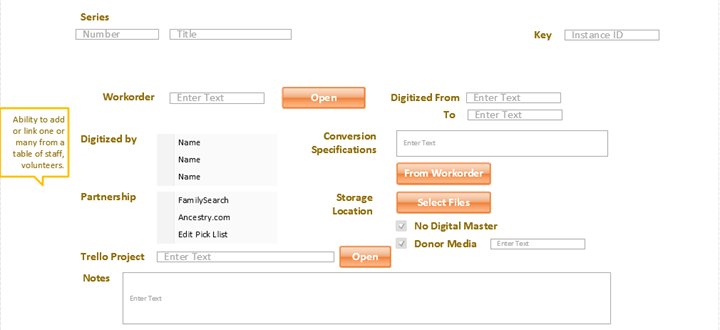 Series
Number Title Key Instance ID
Workorder Enter Text Open Digitized From Enter Text
To Enter Text
Ability to add
or link one or
many from a
table of staff,
volunteers.
Digitized by Name
Name
Name
Conversion
Specifications
Enter Text
From Workorder
Partnership FamilySearch
Ancestry.com
Edit Pick Llist
Storage
Location
Select Files
No Digital Master
Donor Media Enter Text
Trello Project Enter Text Open
Notes
Enter Text